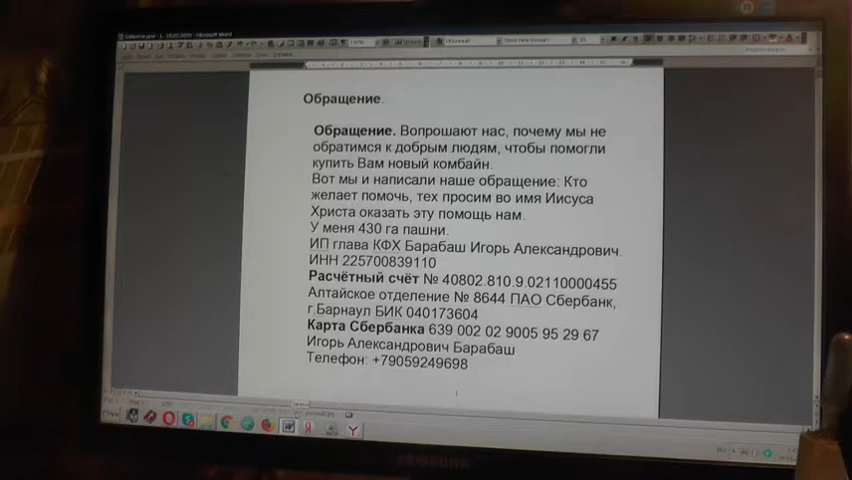 Обращение.
Обращение. Вопрошают нас, почему мы не
обратимся к добрым людям, чтобы помогли
купить Вам новый комбайн.
Вот мы и написали наше обращение: Кто
желает помочь, тех просим во имя Иисуса
Христа оказать эту помощь нам.
У меня 430 га пашни.
ИП глава КФХ Барабаш Игорь Александрович.
ИНН 225700839110
Расчётный счёт № 40802.810.9.02110000455
Алтайское отделение № 8644 ПАО Сбербанк,
г.Барнаул БИК 040173604
Карта Сбербанка 639 002 02 9005 95 29 67
Игорь Александрович Барабаш
Телефон: +79059249698
SAMSUNG